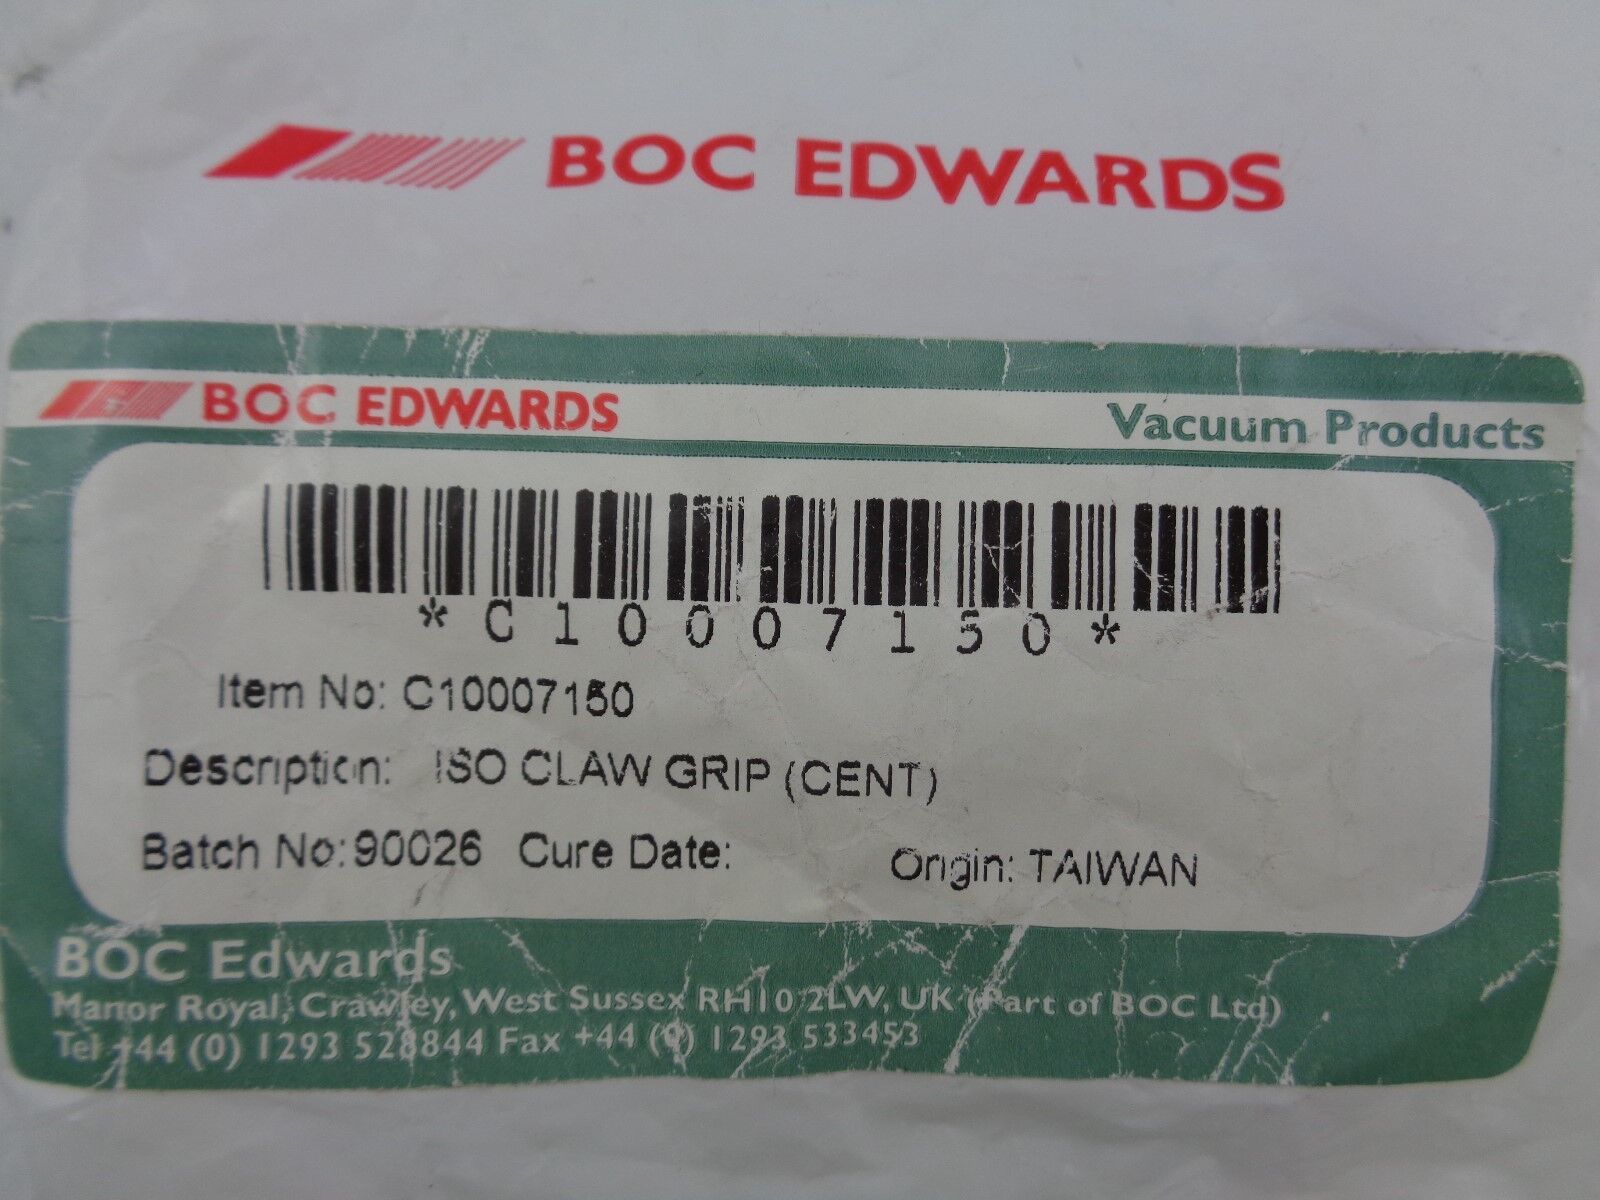 BOC EDWARDS
BOC EDWARDS Vacuum Products
*C10007150*
Item No: C10007150
Description: ISO CLAW GRIP (CENT)
Batch No: 90026 Cure Date: Origin: TAIWAN
BOC Edwards
Manor Royal, Crawley, West Sussex RH10 2LW, UK (Part of BOC Ltd)
Tel +44 (0) 1293 528844 Fax +44 (0) 1293 533453